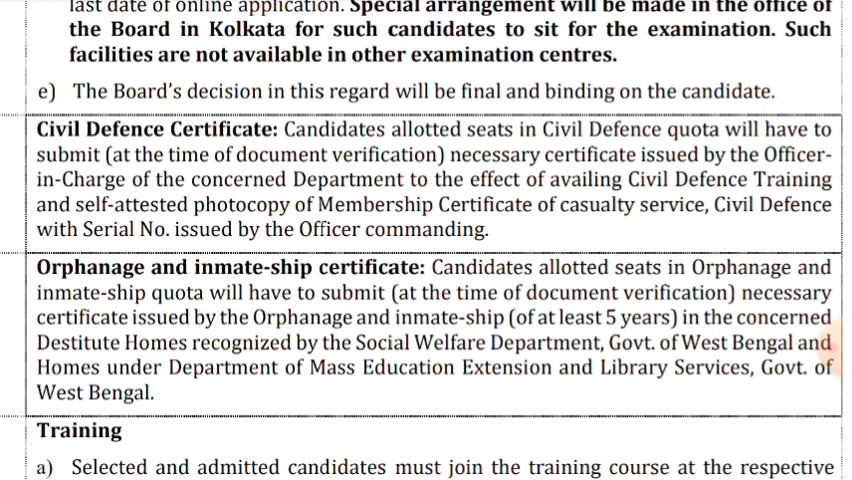 last date of online application. Special arrangement will be made in the office of
the Board in Kolkata for such candidates to sit for the examination. Such
facilities are not available in other examination centres.
e) The Board's decision in this regard will be final and binding on the candidate.
Civil Defence Certificate: Candidates allotted seats in Civil Defence quota will have to
submit (at the time of document verification) necessary certificate issued by the Officer-
in-Charge of the concerned Department to the effect of availing Civil Defence Training
and self-attested photocopy of Membership Certificate of casualty service, Civil Defence
with Serial No. issued by the Officer commanding.
Orphanage and inmate-ship certificate: Candidates allotted seats in Orphanage and
inmate-ship quota will have to submit (at the time of document verification) necessary
certificate issued by the Orphanage and inmate-ship (of at least 5 years) in the concerned
Destitute Homes recognized by the Social Welfare Department, Govt. of West Bengal and
Homes under Department of Mass Education Extension and Library Services, Govt. of
West Bengal.
Training
a) Selected and admitted candidates must join the training course at the respective